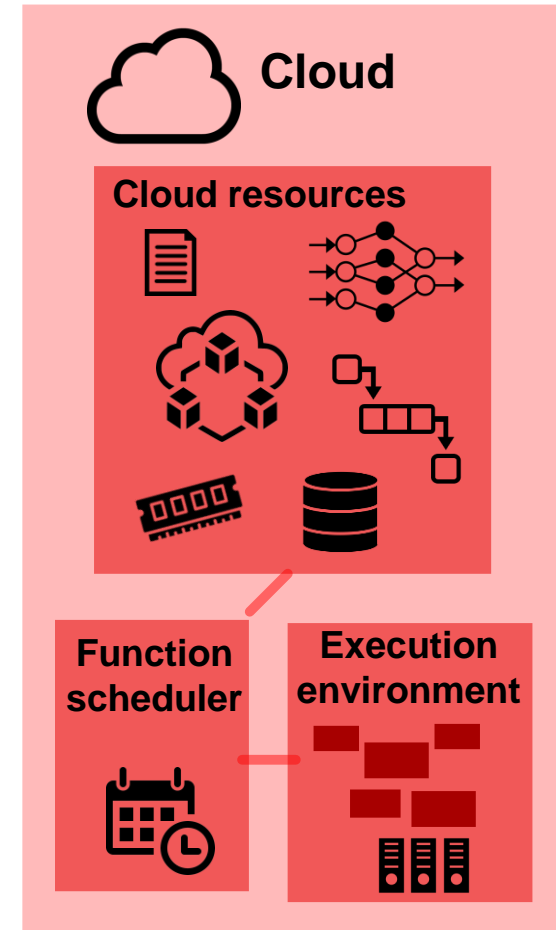 Cloud
Cloud resources
Function
scheduler
Execution
environment